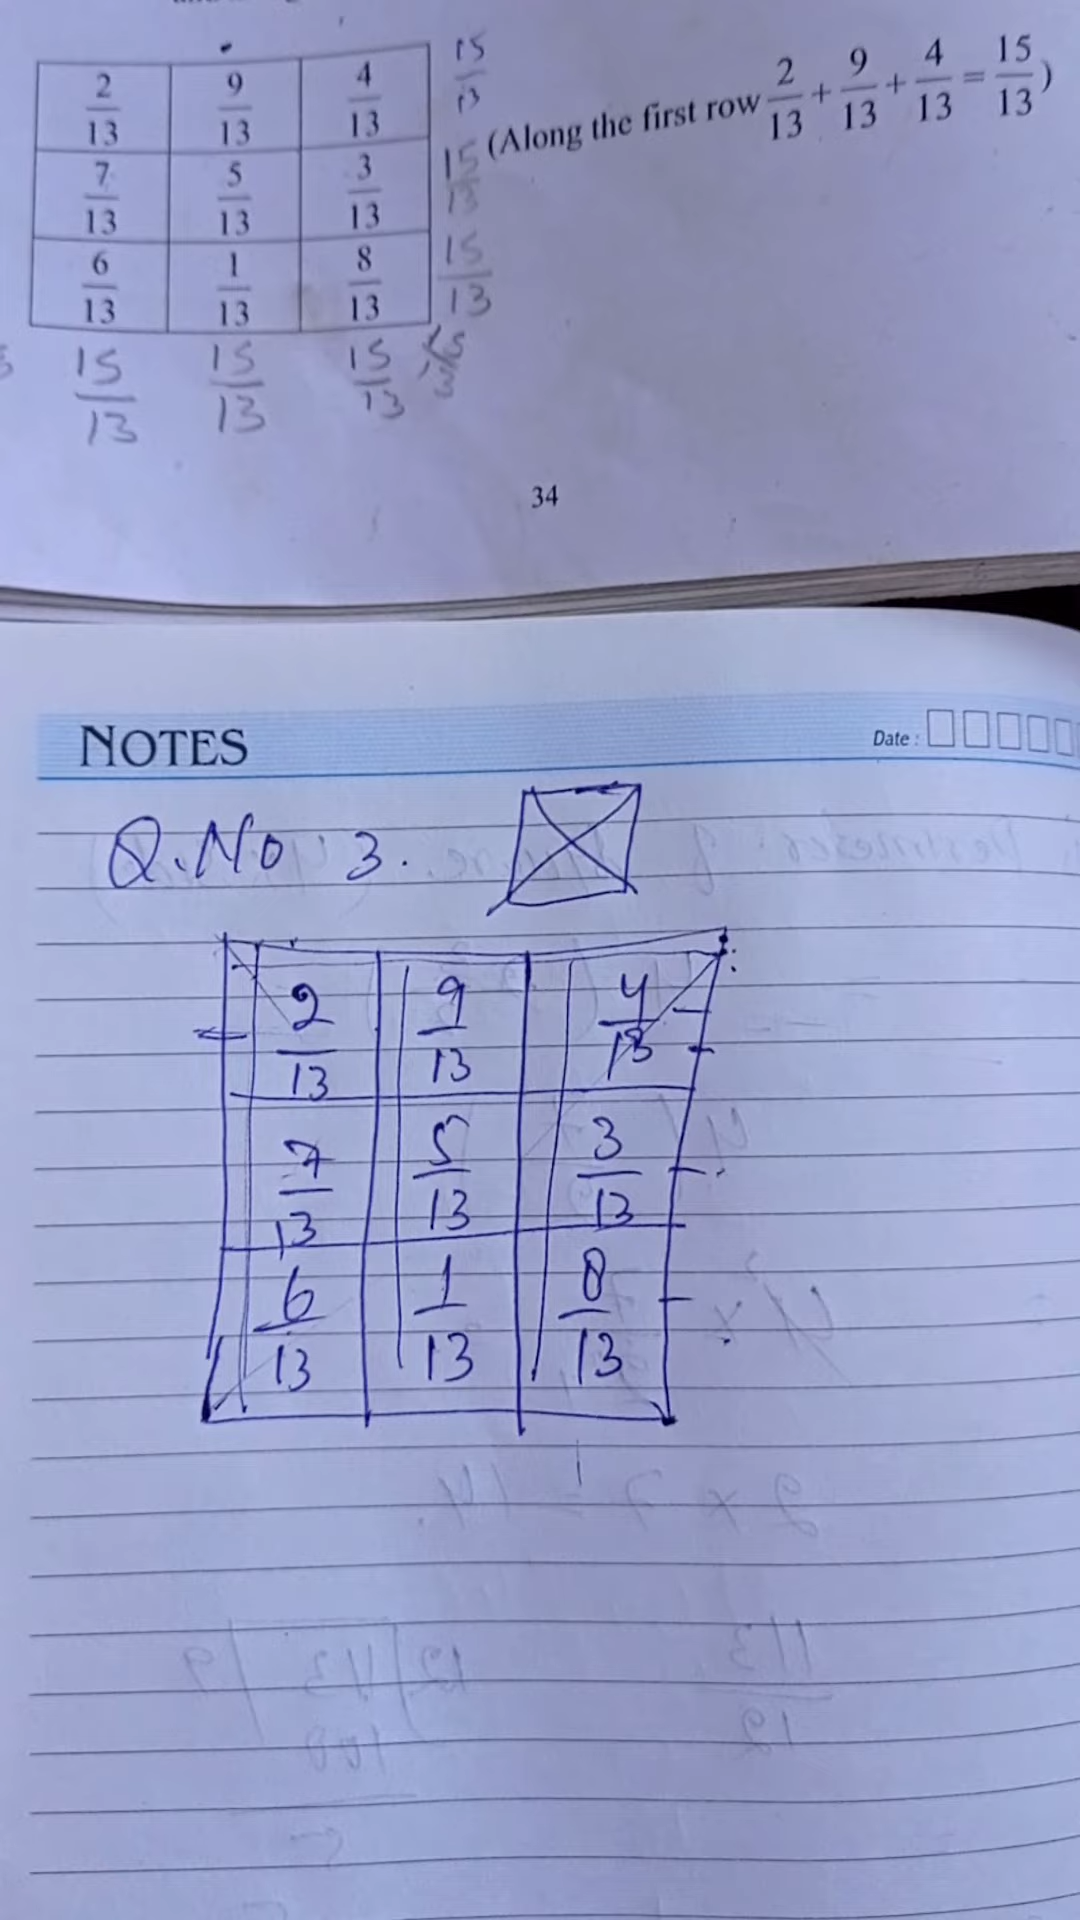 2/13 9/13 4/13 15/13
(Along the first row 2/13 + 9/13 + 4/13 = 15/13)
7/13 5/13 3/13 15/13
6/13 1/13 8/13 15/13
15/13 15/13 15/13
34
NOTES Date :
Q.No 3.
2/13 9/13 4/13
7/13 5/13 3/13
6/13 1/13 8/13